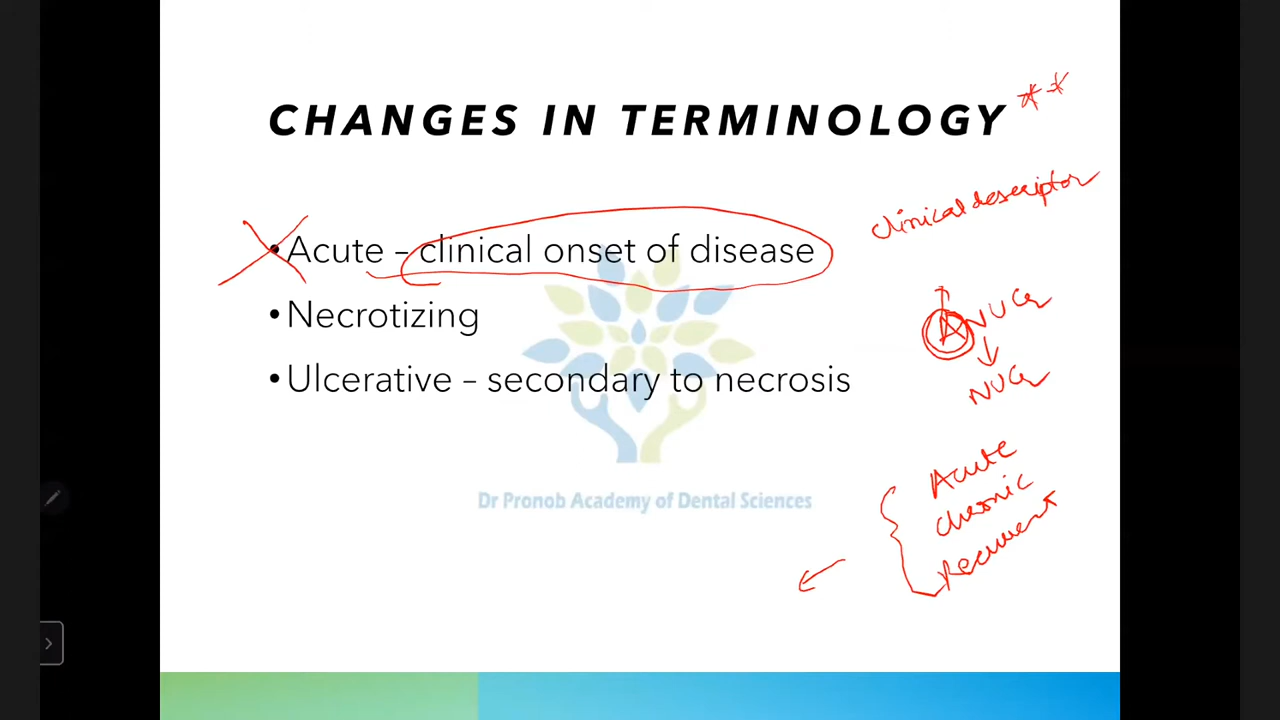 CHANGES IN TERMINOLOGY **
clinical descriptor
• Acute – clinical onset of disease
• Necrotizing
• Ulcerative – secondary to necrosis
ANUG
NUG
Acute
chronic
Recurrent
Dr Pronob Academy of Dental Sciences